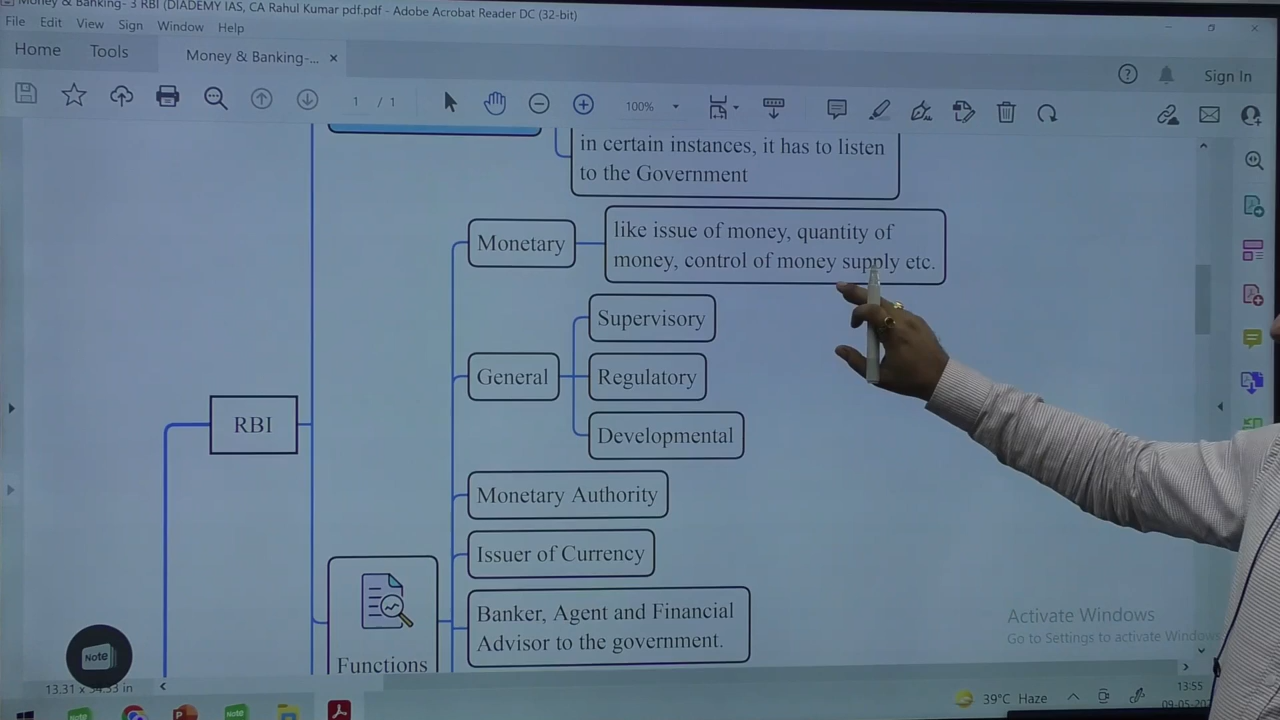 Money & Banking- 3 RBI (DIADEMY IAS, CA Rahul Kumar pdf.pdf - Adobe Acrobat Reader DC (32-bit)
File Edit View Sign Window Help
Home Tools Money & Banking-... ×
Sign In
1 / 1
100%
in certain instances, it has to listen
to the Government
Monetary
like issue of money, quantity of
money, control of money supply etc.
Supervisory
General
Regulatory
Developmental
RBI
Monetary Authority
Issuer of Currency
Banker, Agent and Financial
Advisor to the government.
Functions
Activate Windows
Go to Settings to activate Windows
Note
13.31 x
in
39°C Haze
13:55